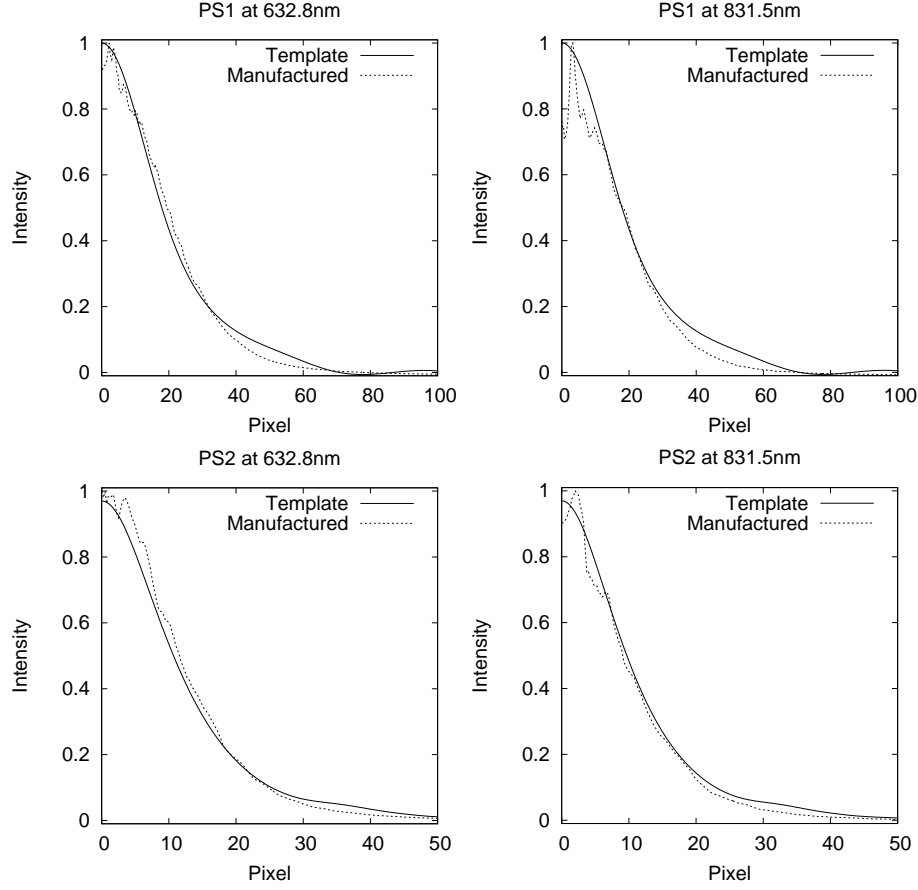 PS1 at 632.8nm
Template
Manufactured
Intensity
1
0.8
0.6
0.4
0.2
0
0 20 40 60 80 100
Pixel
PS1 at 831.5nm
Template
Manufactured
Intensity
1
0.8
0.6
0.4
0.2
0
0 20 40 60 80 100
Pixel
PS2 at 632.8nm
Template
Manufactured
Intensity
1
0.8
0.6
0.4
0.2
0
0 10 20 30 40 50
Pixel
PS2 at 831.5nm
Template
Manufactured
Intensity
1
0.8
0.6
0.4
0.2
0
0 10 20 30 40 50
Pixel